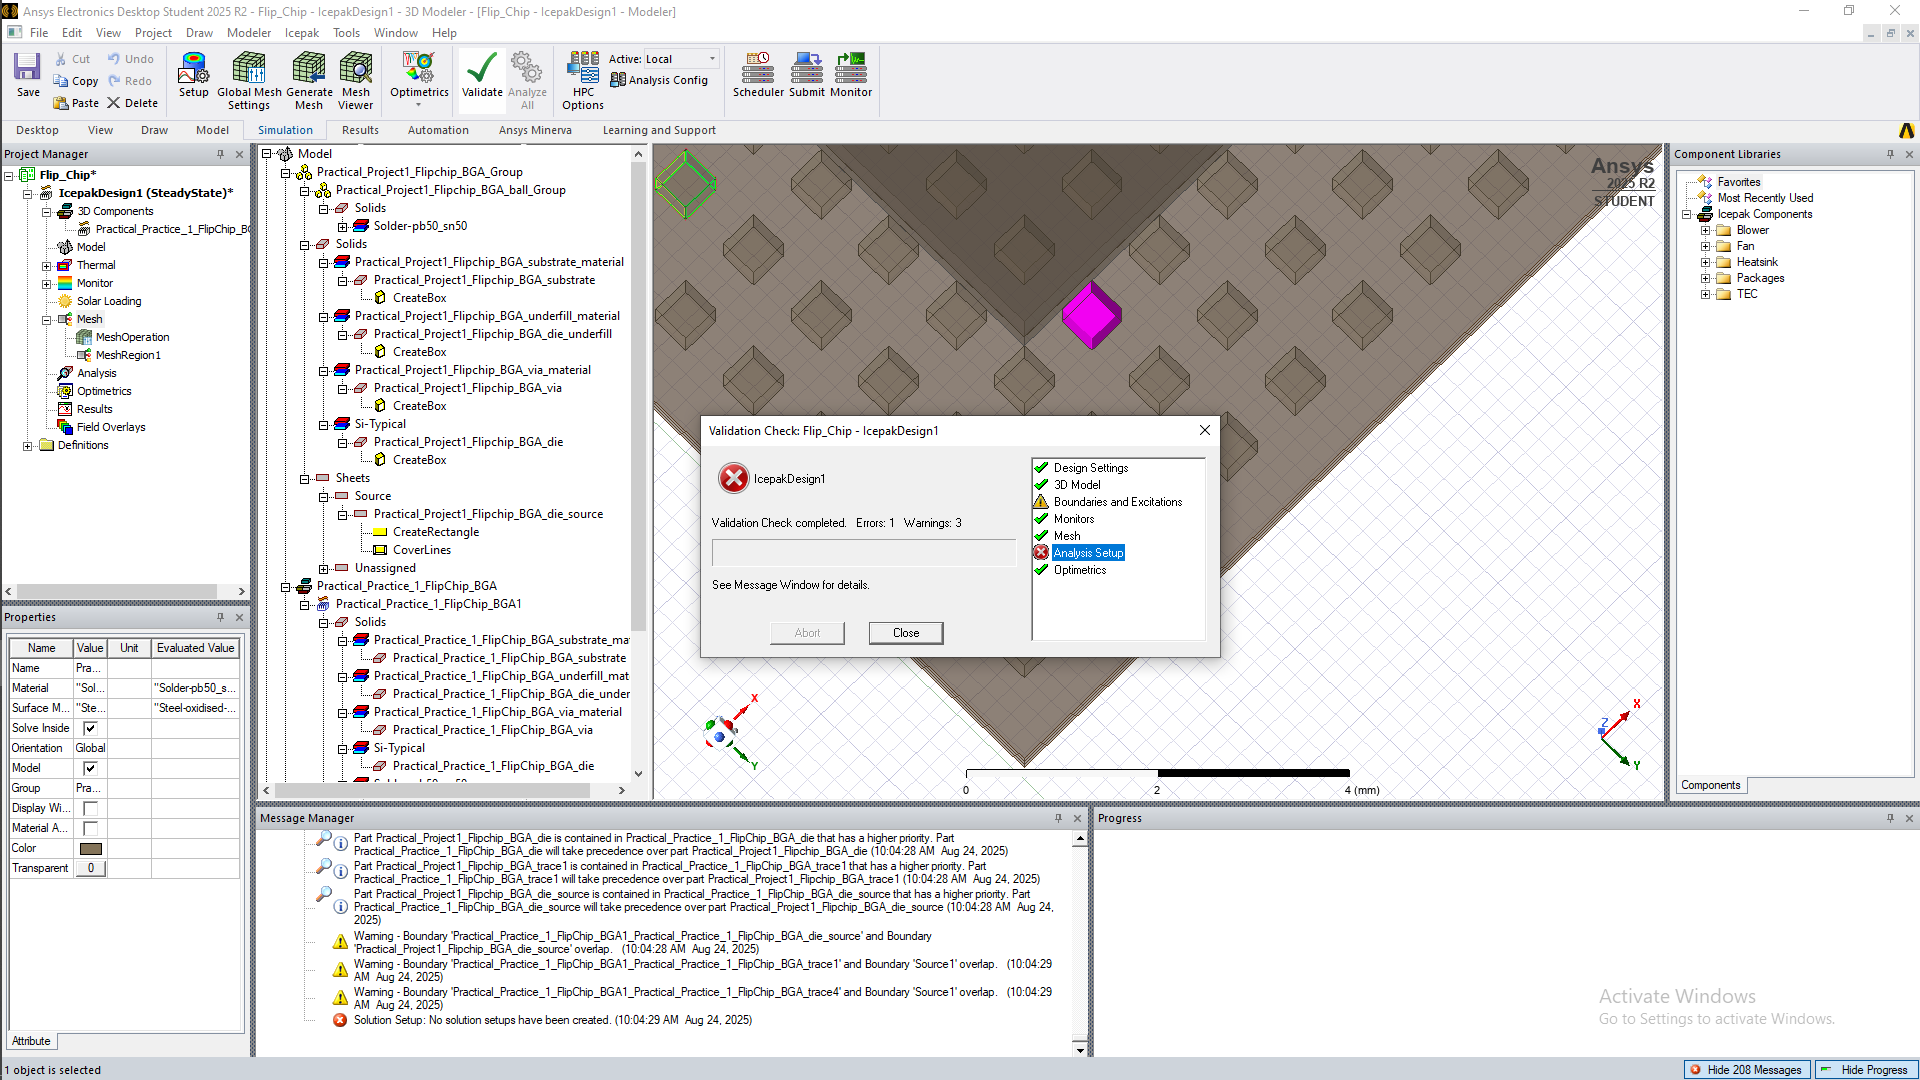 Ansys Electronics Desktop Student 2025 R2 - Flip_Chip - IcepakDesign1 - 3D Modeler - [Flip_Chip - IcepakDesign1 - Modeler]
File Edit View Project Draw Modeler Icepak Tools Window Help
Save
Cut Undo
Copy Redo
Paste Delete
Setup
Global Mesh Settings
Generate Mesh
Mesh Viewer
Optimetrics
Validate
Analyze All
HPC Options
Active: Local
Analysis Config
Scheduler Submit Monitor
Desktop View Draw Model Simulation Results Automation Ansys Minerva Learning and Support
Project Manager
Flip_Chip*
IcepakDesign1 (SteadyState)*
3D Components
Practical_Practice_1_FlipChip_B
Model
Thermal
Monitor
Solar Loading
Mesh
MeshOperation
MeshRegion1
Analysis
Optimetrics
Results
Field Overlays
Definitions
Properties
Name Value Unit Evaluated Value
Name Pra...
Material "Sol... "Solder-pb50_s...
Surface M... "Ste... "Steel-oxidised-...
Solve Inside
Orientation Global
Model
Group Pra...
Display Wi...
Material A...
Color
Transparent 0
Attribute
Model
Practical_Project1_Flipchip_BGA_Group
Practical_Project1_Flipchip_BGA_ball_Group
Solids
Solder-pb50_sn50
Solids
Practical_Project1_Flipchip_BGA_substrate_material
Practical_Project1_Flipchip_BGA_substrate
CreateBox
Practical_Project1_Flipchip_BGA_underfill_material
Practical_Project1_Flipchip_BGA_die_underfill
CreateBox
Practical_Project1_Flipchip_BGA_via_material
Practical_Project1_Flipchip_BGA_via
CreateBox
Si-Typical
Practical_Project1_Flipchip_BGA_die
CreateBox
Sheets
Source
Practical_Project1_Flipchip_BGA_die_source
CreateRectangle
CoverLines
Unassigned
Practical_Practice_1_FlipChip_BGA
Practical_Practice_1_FlipChip_BGA1
Solids
Practical_Practice_1_FlipChip_BGA_substrate_ma
Practical_Practice_1_FlipChip_BGA_substrate
Practical_Practice_1_FlipChip_BGA_underfill_mat
Practical_Practice_1_FlipChip_BGA_die_under
Practical_Practice_1_FlipChip_BGA_via_material
Practical_Practice_1_FlipChip_BGA_via
Si-Typical
Practical_Practice_1_FlipChip_BGA_die
Ansys
2025 R2
STUDENT
X
Y
Z
X
Y
0 2 4 (mm)
Validation Check: Flip_Chip - IcepakDesign1
IcepakDesign1
Validation Check completed. Errors: 1 Warnings: 3
See Message Window for details.
Abort Close
Design Settings
3D Model
Boundaries and Excitations
Monitors
Mesh
Analysis Setup
Optimetrics
Component Libraries
Favorites
Most Recently Used
Icepak Components
Blower
Fan
Heatsink
Packages
TEC
Components
Message Manager
Part Practical_Project1_Flipchip_BGA_die is contained in Practical_Practice_1_FlipChip_BGA_die that has a higher priority. Part
Practical_Practice_1_FlipChip_BGA_die will take precedence over part Practical_Project1_Flipchip_BGA_die (10:04:28 AM Aug 24, 2025)
Part Practical_Project1_Flipchip_BGA_trace1 is contained in Practical_Practice_1_FlipChip_BGA_trace1 that has a higher priority. Part
Practical_Practice_1_FlipChip_BGA_trace1 will take precedence over part Practical_Project1_Flipchip_BGA_trace1 (10:04:28 AM Aug 24, 2025)
Part Practical_Project1_Flipchip_BGA_die_source is contained in Practical_Practice_1_FlipChip_BGA_die_source that has a higher priority. Part
Practical_Practice_1_FlipChip_BGA_die_source will take precedence over part Practical_Project1_Flipchip_BGA_die_source (10:04:28 AM Aug 24,
2025)
Warning - Boundary 'Practical_Practice_1_FlipChip_BGA1_Practical_Practice_1_FlipChip_BGA_die_source' and Boundary
'Practical_Project1_Flipchip_BGA_die_source' overlap. (10:04:28 AM Aug 24, 2025)
Warning - Boundary 'Practical_Practice_1_FlipChip_BGA1_Practical_Practice_1_FlipChip_BGA_trace1' and Boundary 'Source1' overlap. (10:04:29
AM Aug 24, 2025)
Warning - Boundary 'Practical_Practice_1_FlipChip_BGA1_Practical_Practice_1_FlipChip_BGA_trace4' and Boundary 'Source1' overlap. (10:04:29
AM Aug 24, 2025)
Solution Setup: No solution setups have been created. (10:04:29 AM Aug 24, 2025)
Progress
Activate Windows
Go to Settings to activate Windows.
1 object is selected
Hide 208 Messages Hide Progress